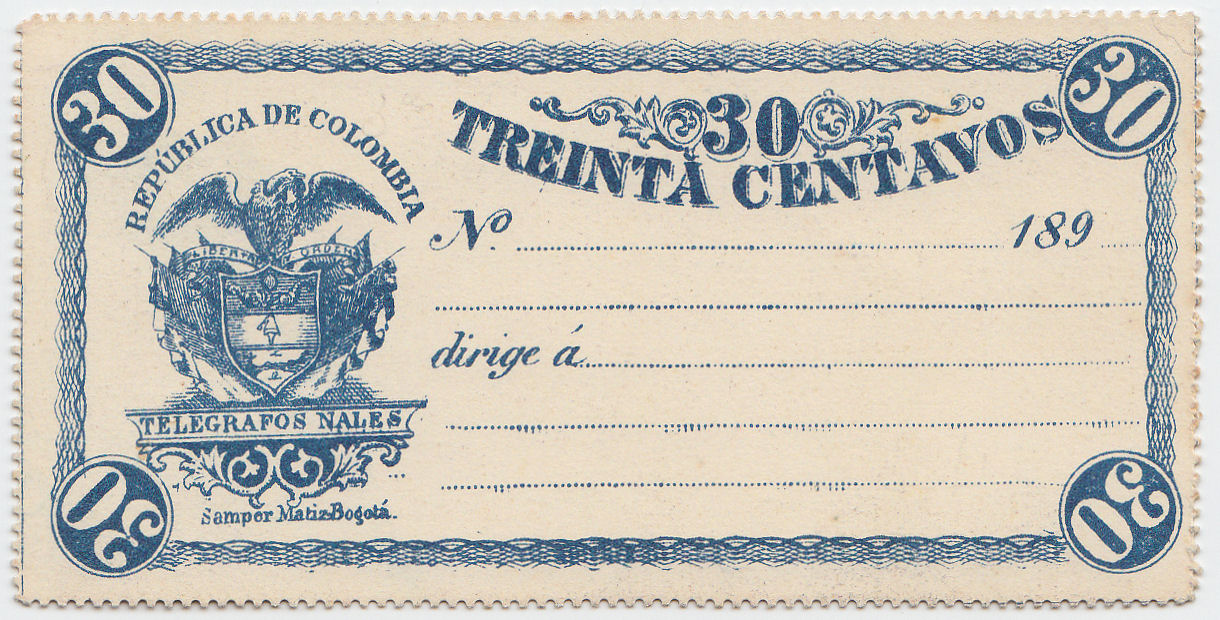 30
30
REPÚBLICA DE COLOMBIA
30
TREINTA CENTAVOS
Nº 189
LIBERTAD ORDEN
dirige á
TELEGRAFOS NALES
Samper Matiz-Bogotá.
30
30